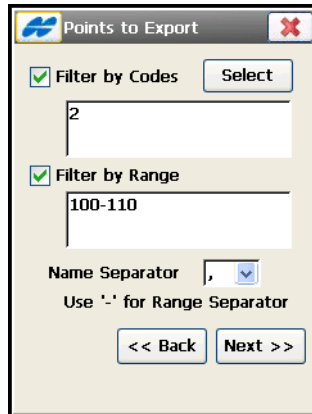 Points to Export
Filter by Codes Select
2
Filter by Range
100-110
Name Separator ,
Use '-' for Range Separator
<< Back Next >>